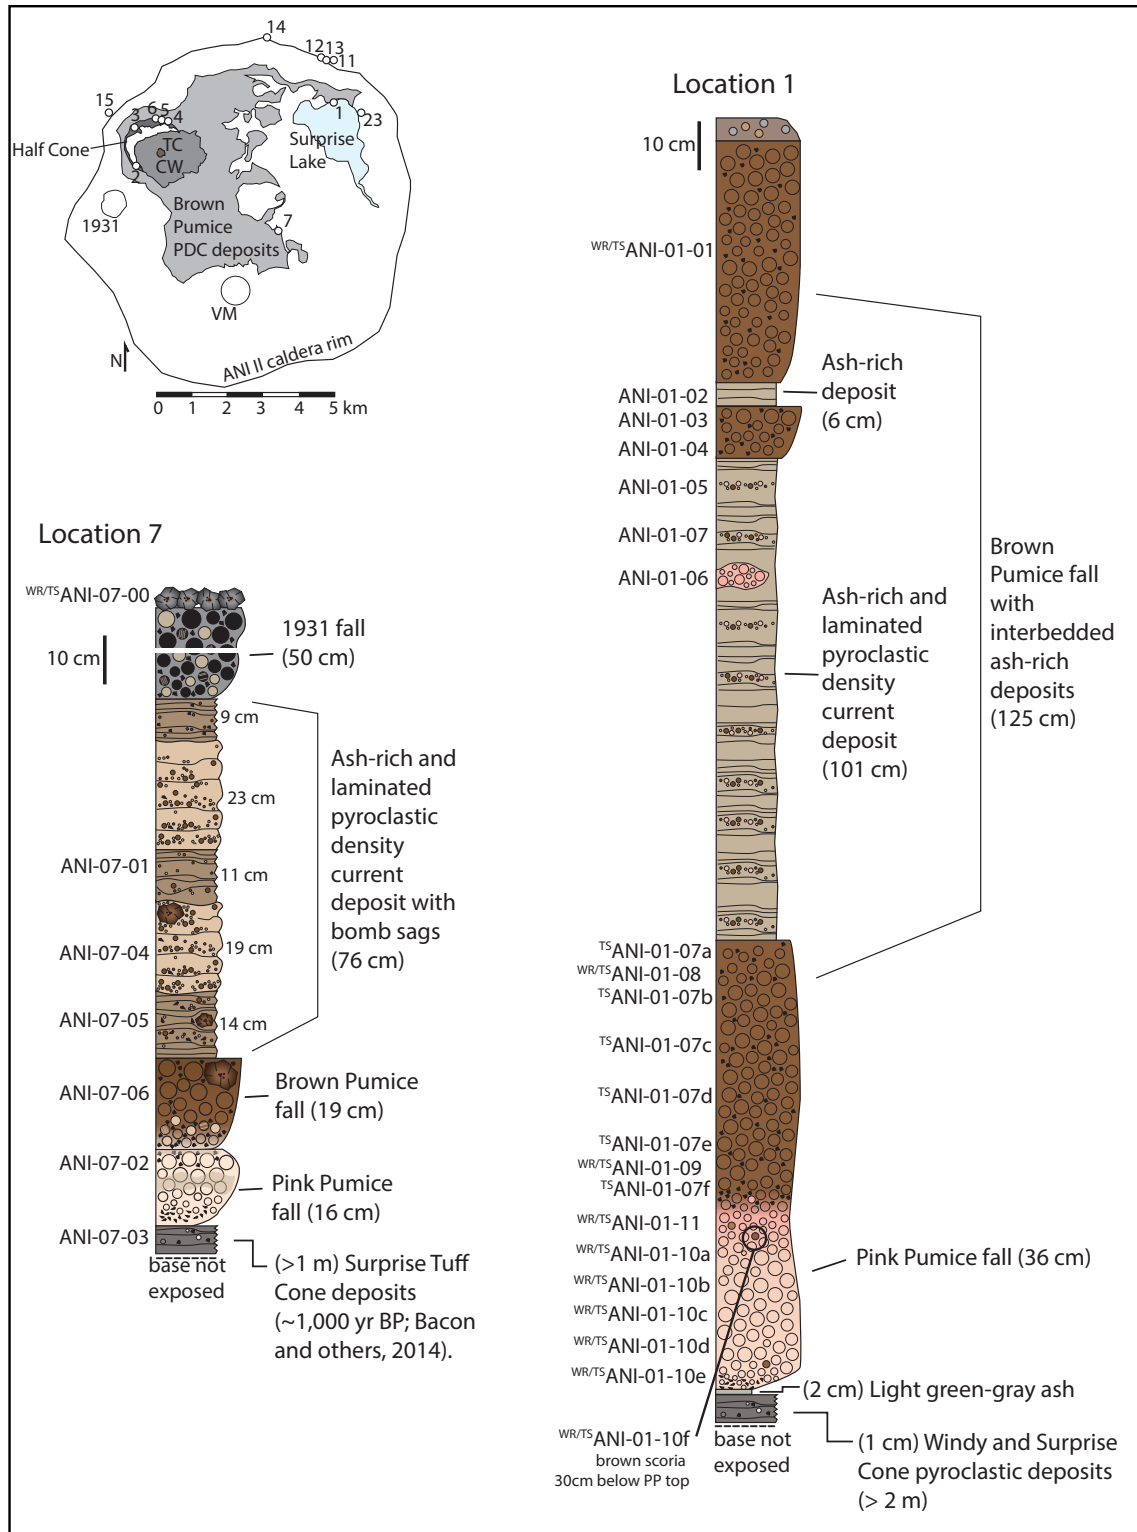 14
12
13
11
15
6
5
4
3
1
23
Half Cone
TC
CW
Surprise
Lake
2
1931
Brown
Pumice
PDC deposits
7
VM
N
ANI II caldera rim
0 1 2 3 4 5 km
Location 7
WR/TSANI-07-00
10 cm
1931 fall
(50 cm)
9 cm
23 cm
ANI-07-01
11 cm
ANI-07-04
19 cm
ANI-07-05
14 cm
Ash-rich and
laminated
pyroclastic
density
current
deposit with
bomb sags
(76 cm)
ANI-07-06
Brown Pumice
fall (19 cm)
ANI-07-02
Pink Pumice
fall (16 cm)
ANI-07-03
base not
exposed
(>1 m) Surprise Tuff
Cone deposits
(~1,000 yr BP; Bacon
and others, 2014).
Location 1
10 cm
WR/TSANI-01-01
ANI-01-02
Ash-rich
deposit
(6 cm)
ANI-01-03
ANI-01-04
ANI-01-05
ANI-01-07
ANI-01-06
Ash-rich and
laminated
pyroclastic
density
current
deposit
(101 cm)
Brown
Pumice fall
with
interbedded
ash-rich
deposits
(125 cm)
TSANI-01-07a
WR/TSANI-01-08
TSANI-01-07b
TSANI-01-07c
TSANI-01-07d
TSANI-01-07e
WR/TSANI-01-09
TSANI-01-07f
WR/TSANI-01-11
WR/TSANI-01-10a
WR/TSANI-01-10b
WR/TSANI-01-10c
WR/TSANI-01-10d
WR/TSANI-01-10e
Pink Pumice fall (36 cm)
(2 cm) Light green-gray ash
WR/TSANI-01-10f
brown scoria
30cm below PP top
base not
exposed
(1 cm) Windy and Surprise
Cone pyroclastic deposits
(> 2 m)